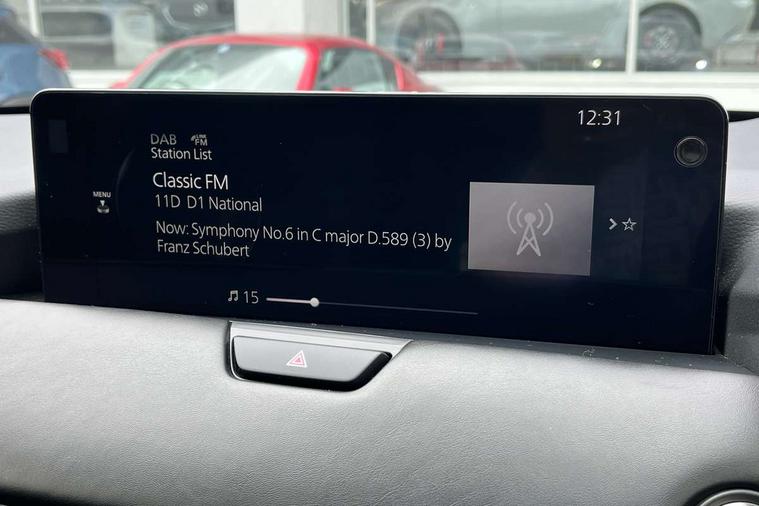 12:31
DAB LINK FM
Station List
Classic FM
11D D1 National
MENU
Now: Symphony No.6 in C major D.589 (3) by
Franz Schubert
15